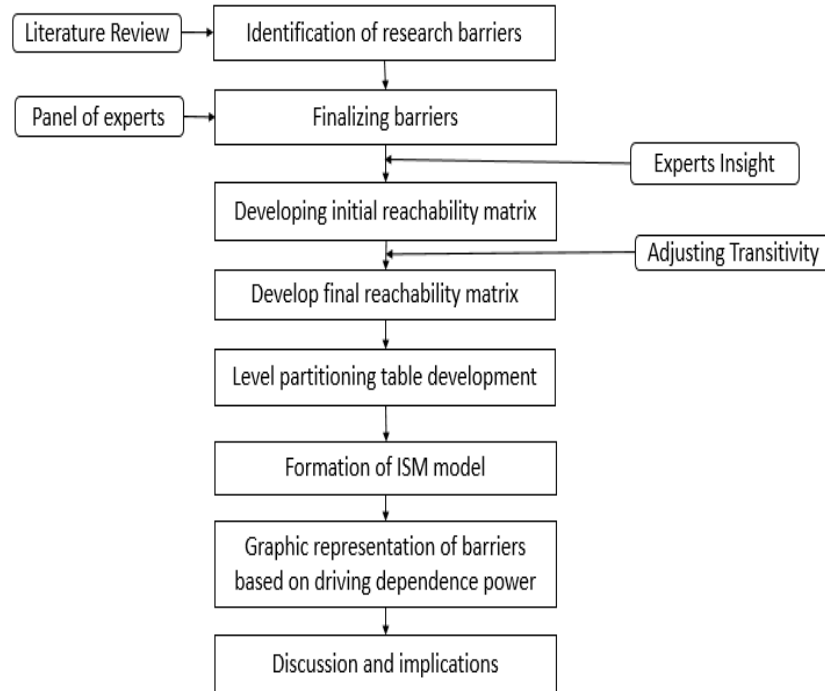 Literature Review
Identification of research barriers
Panel of experts
Finalizing barriers
Experts Insight
Developing initial reachability matrix
Adjusting Transitivity
Develop final reachability matrix
Level partitioning table development
Formation of ISM model
Graphic representation of barriers
based on driving dependence power
Discussion and implications